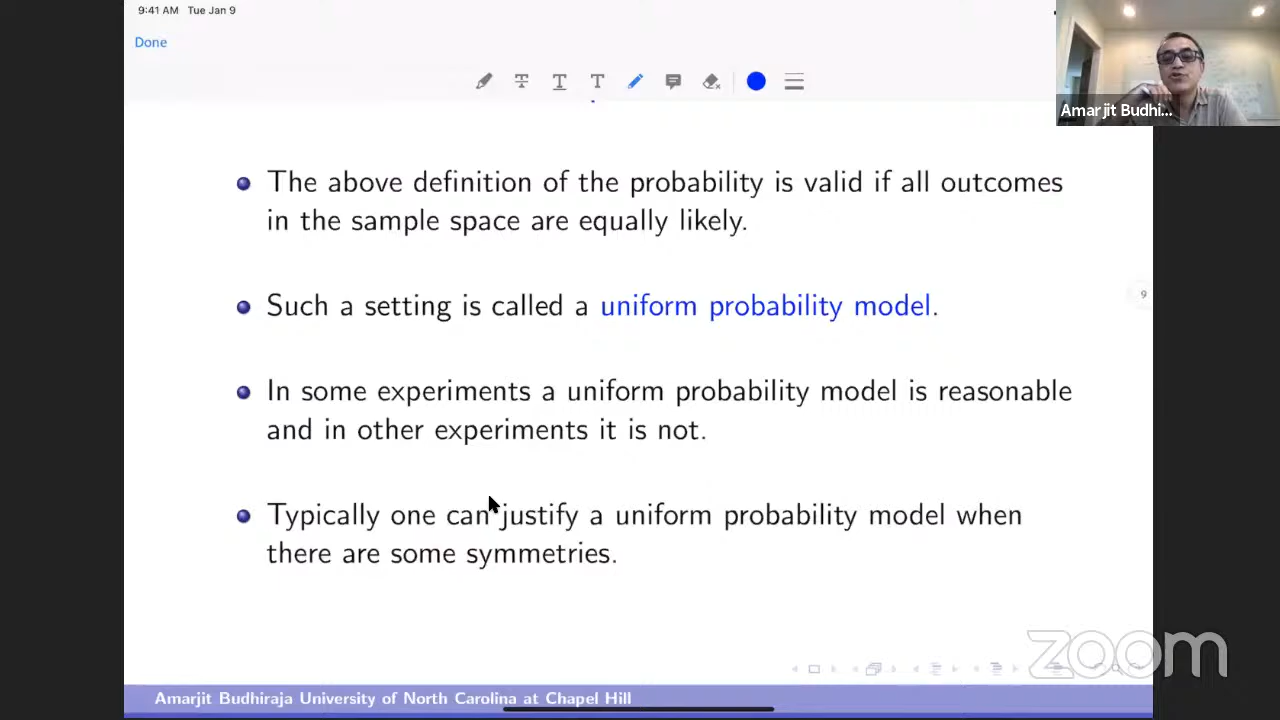 9:41 AM Tue Jan 9
Done
Amarjit Budhi...
The above definition of the probability is valid if all outcomes
in the sample space are equally likely.
Such a setting is called a uniform probability model.
9
In some experiments a uniform probability model is reasonable
and in other experiments it is not.
Typically one can justify a uniform probability model when
there are some symmetries.
zoom
Amarjit Budhiraja University of North Carolina at Chapel Hill